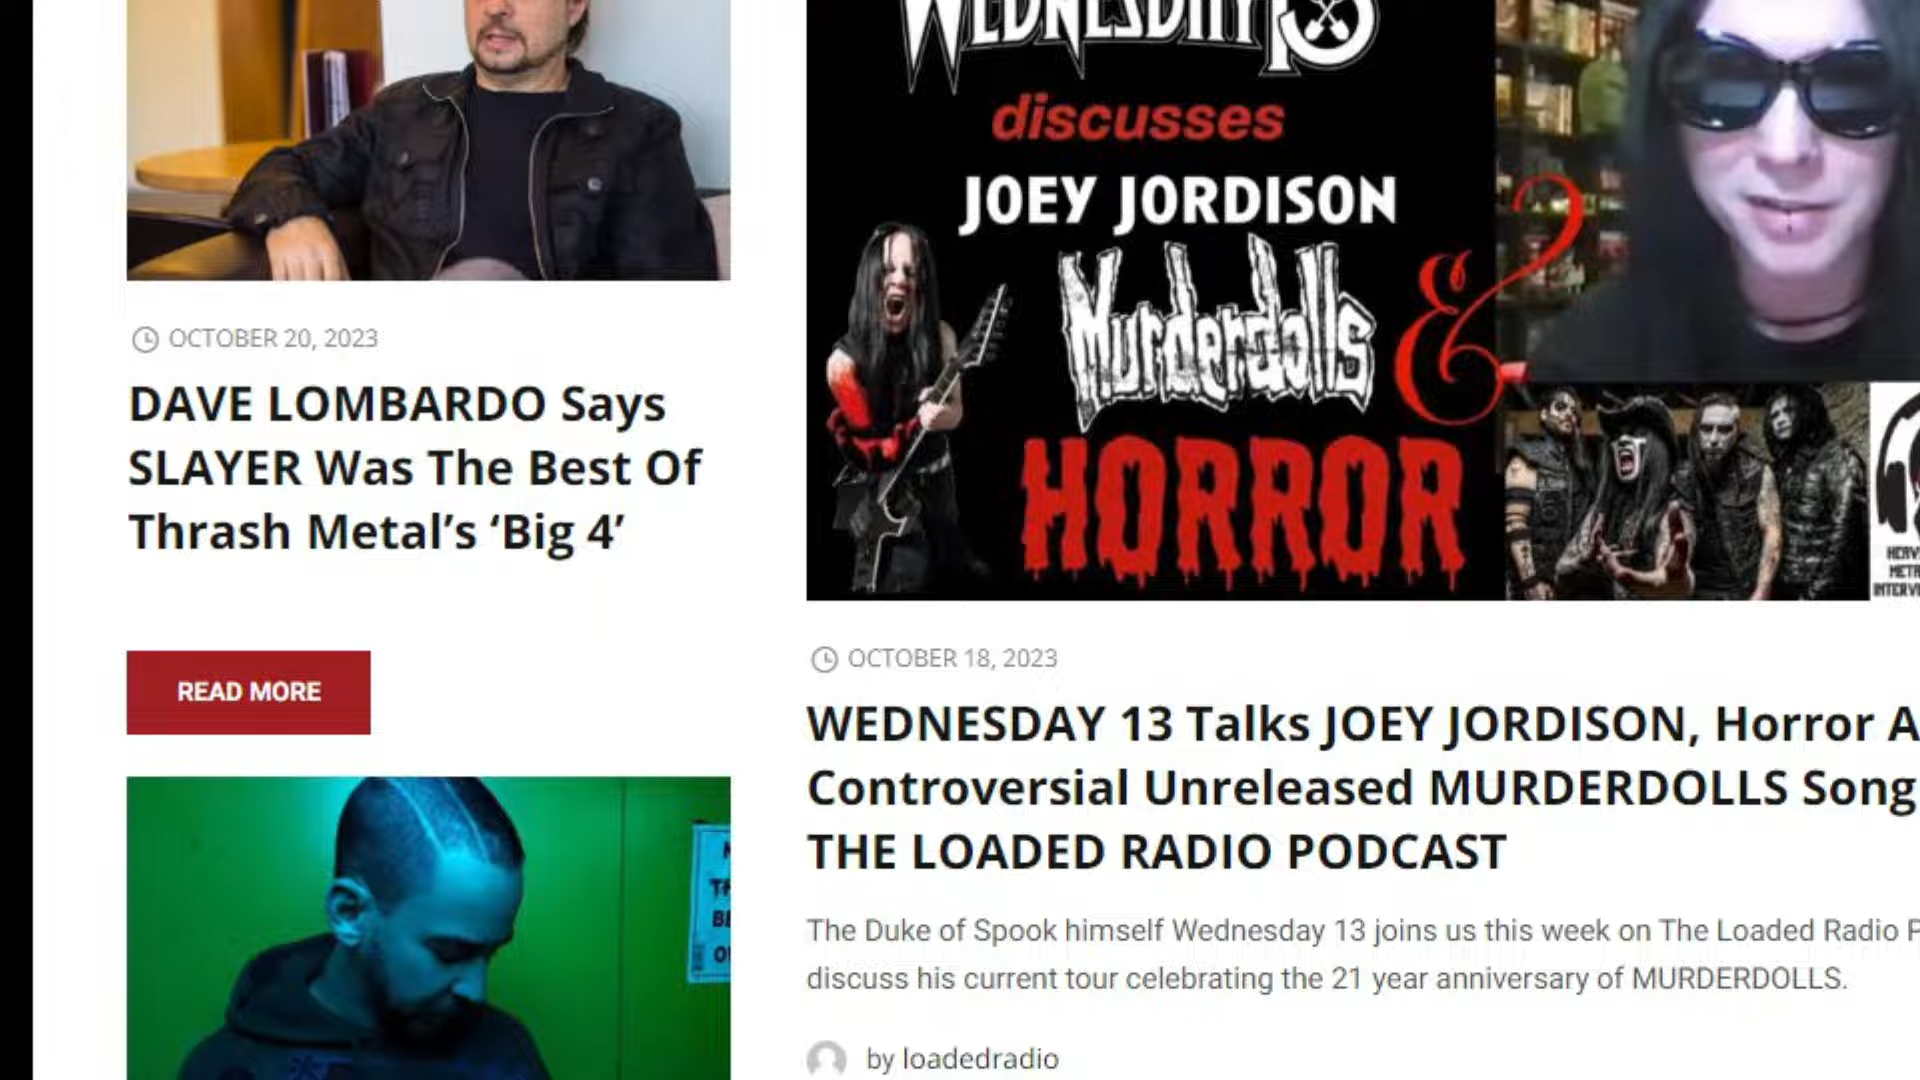 OCTOBER 20, 2023
DAVE LOMBARDO Says
SLAYER Was The Best Of
Thrash Metal’s ‘Big 4’
READ MORE
WEDNESDAY 13
discusses
JOEY JORDISON
Murderdolls
&
HORROR
OCTOBER 18, 2023
WEDNESDAY 13 Talks JOEY JORDISON, Horror A
Controversial Unreleased MURDERDOLLS Song
THE LOADED RADIO PODCAST
The Duke of Spook himself Wednesday 13 joins us this week on The Loaded Radio P
discuss his current tour celebrating the 21 year anniversary of MURDERDOLLS.
by loadedradio